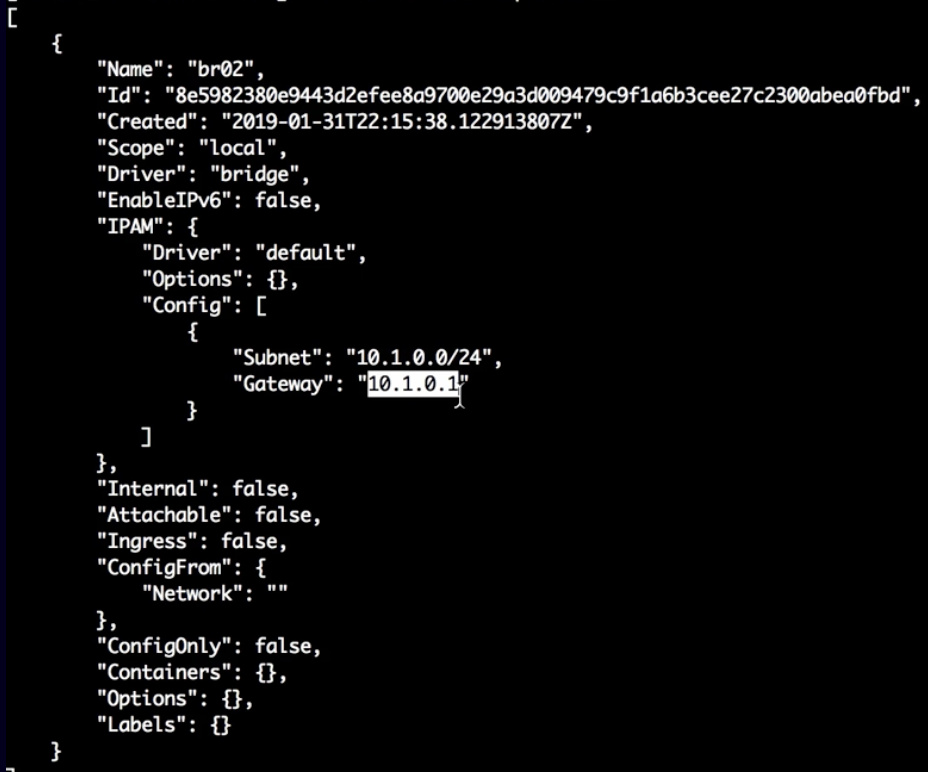 [
    {
        "Name": "br02",
        "Id": "8e5982380e9443d2efee8a9700e29a3d009479c9f1a6b3cee27c2300abea0fbd",
        "Created": "2019-01-31T22:15:38.122913807Z",
        "Scope": "local",
        "Driver": "bridge",
        "EnableIPv6": false,
        "IPAM": {
            "Driver": "default",
            "Options": {},
            "Config": [
                {
                    "Subnet": "10.1.0.0/24",
                    "Gateway": "10.1.0.1"
                }
            ]
        },
        "Internal": false,
        "Attachable": false,
        "Ingress": false,
        "ConfigFrom": {
            "Network": ""
        },
        "ConfigOnly": false,
        "Containers": {},
        "Options": {},
        "Labels": {}
    }
]